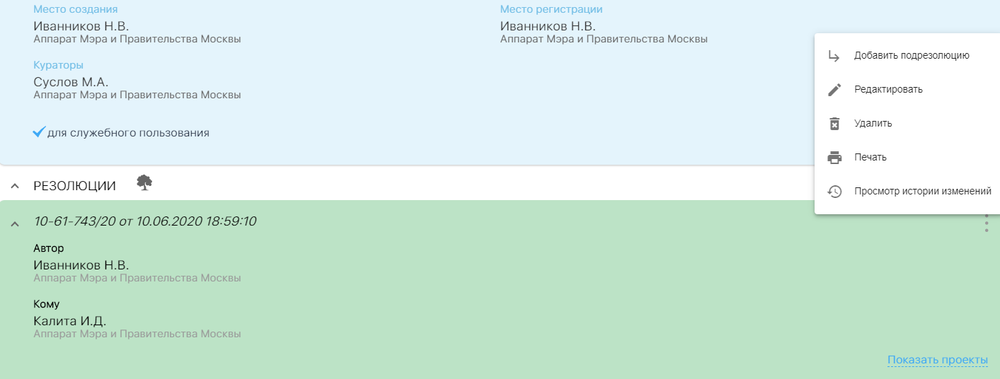 Место создания
Иванников Н.В.
Аппарат Мэра и Правительства Москвы
Место регистрации
Иванников Н.В.
Аппарат Мэра и Правительства Москвы
Кураторы
Суслов М.А.
Аппарат Мэра и Правительства Москвы
для служебного пользования
Добавить подрезолюцию
Редактировать
Удалить
Печать
Просмотр истории изменений
РЕЗОЛЮЦИИ
10-61-743/20 от 10.06.2020 18:59:10
Автор
Иванников Н.В.
Аппарат Мэра и Правительства Москвы
Кому
Калита И.Д.
Аппарат Мэра и Правительства Москвы
Показать проекты